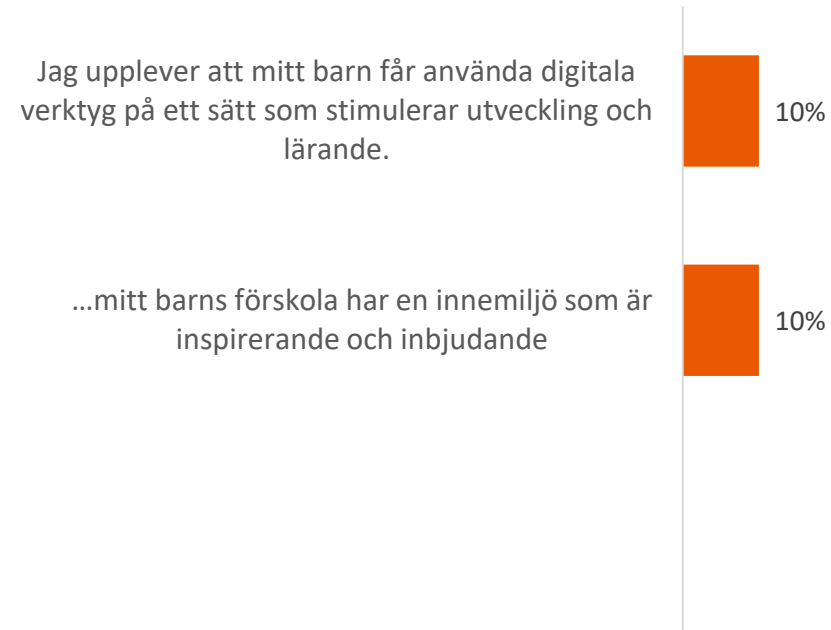 Jag upplever att mitt barn får använda digitala
verktyg på ett sätt som stimulerar utveckling och
lärande.
10%
…mitt barns förskola har en innemiljö som är
inspirerande och inbjudande
10%